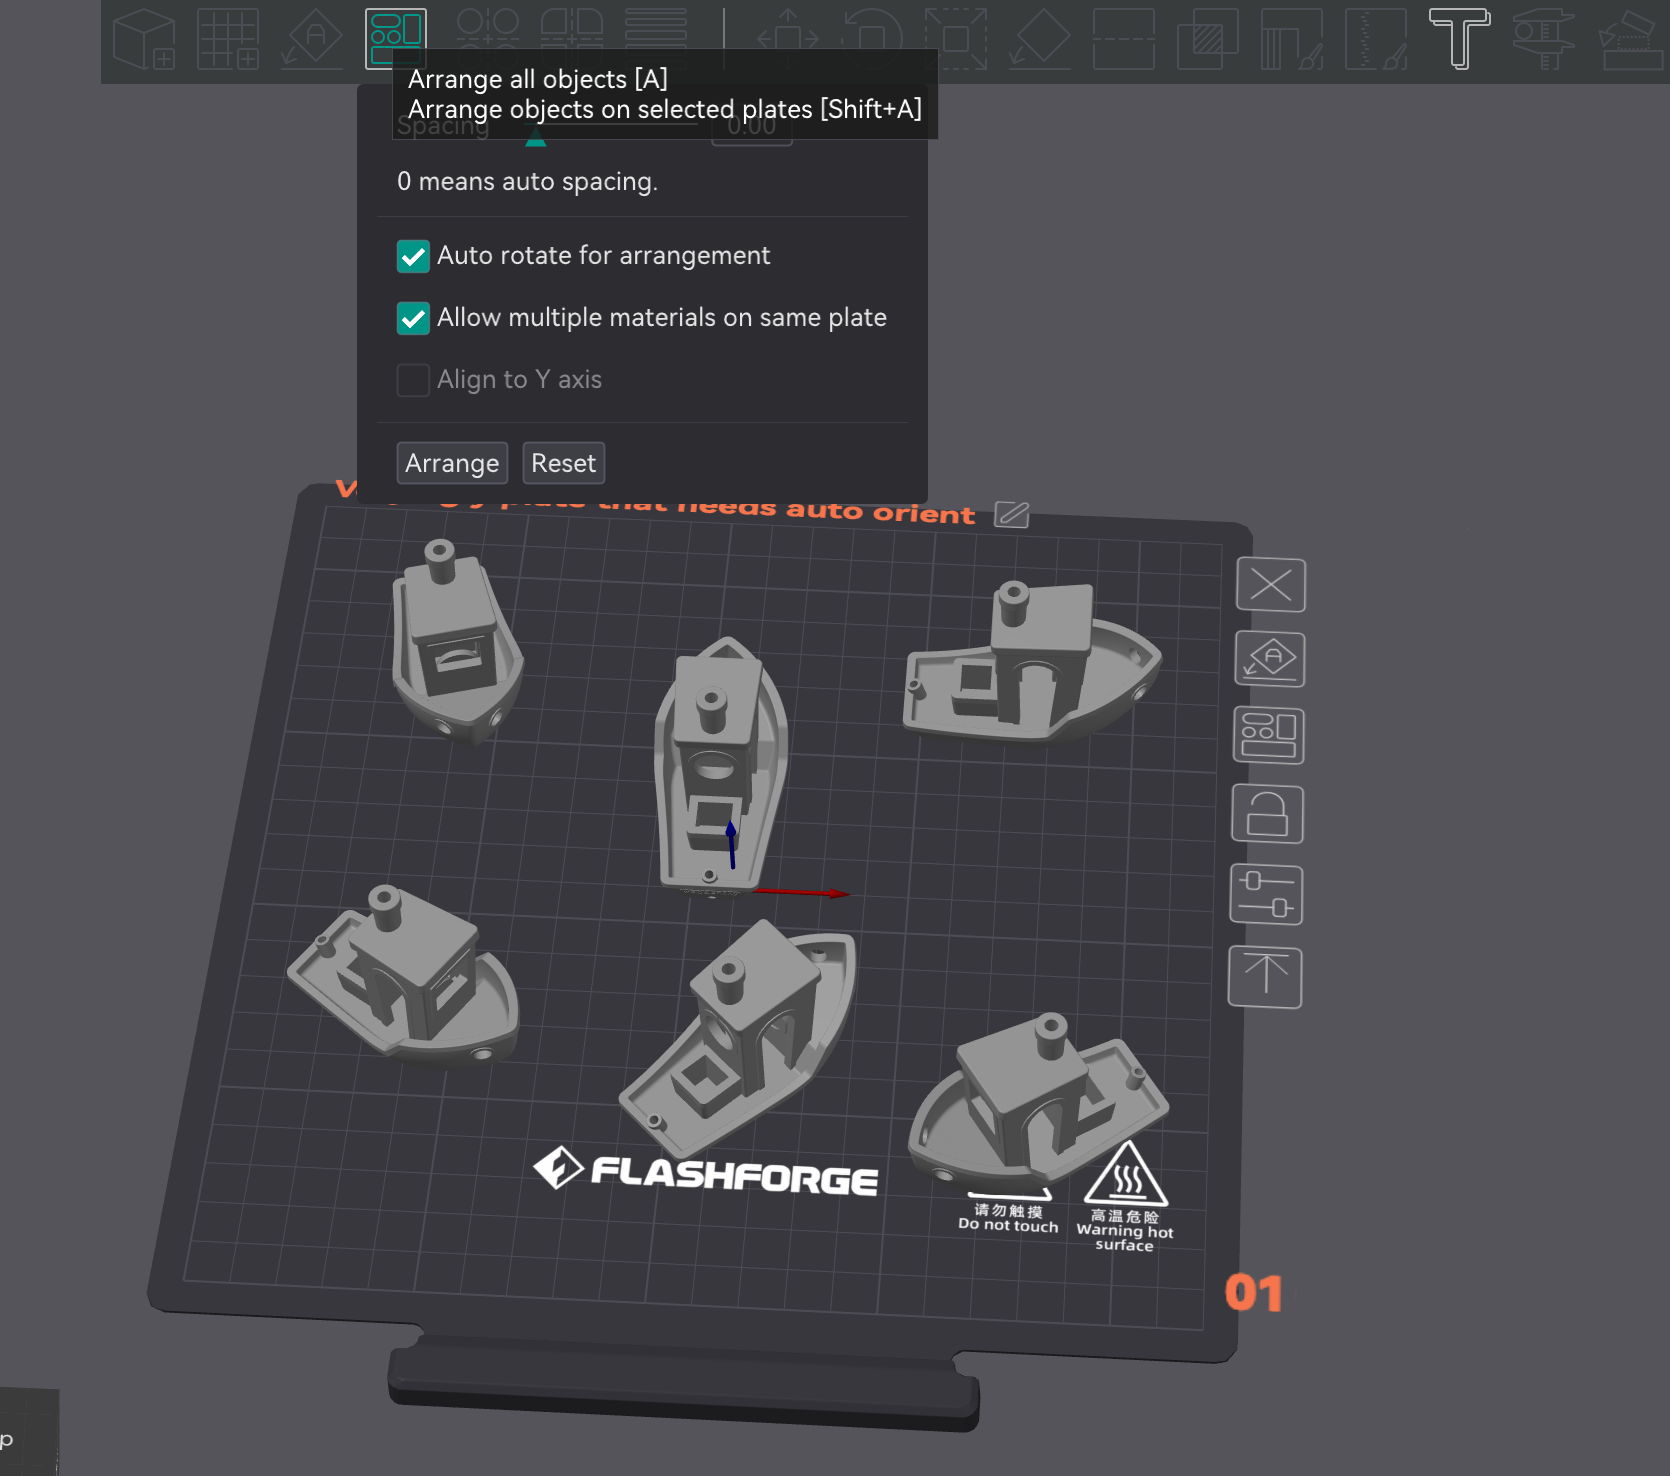 Arrange all objects [A]
Arrange objects on selected plates [Shift+A]
Spacing 0.00
0 means auto spacing.
Auto rotate for arrangement
Allow multiple materials on same plate
Align to Y axis
Arrange Reset
plate that needs auto orient
FLASHFORGE
请勿触摸
Do not touch
高温危险
Warning hot
surface
01
p